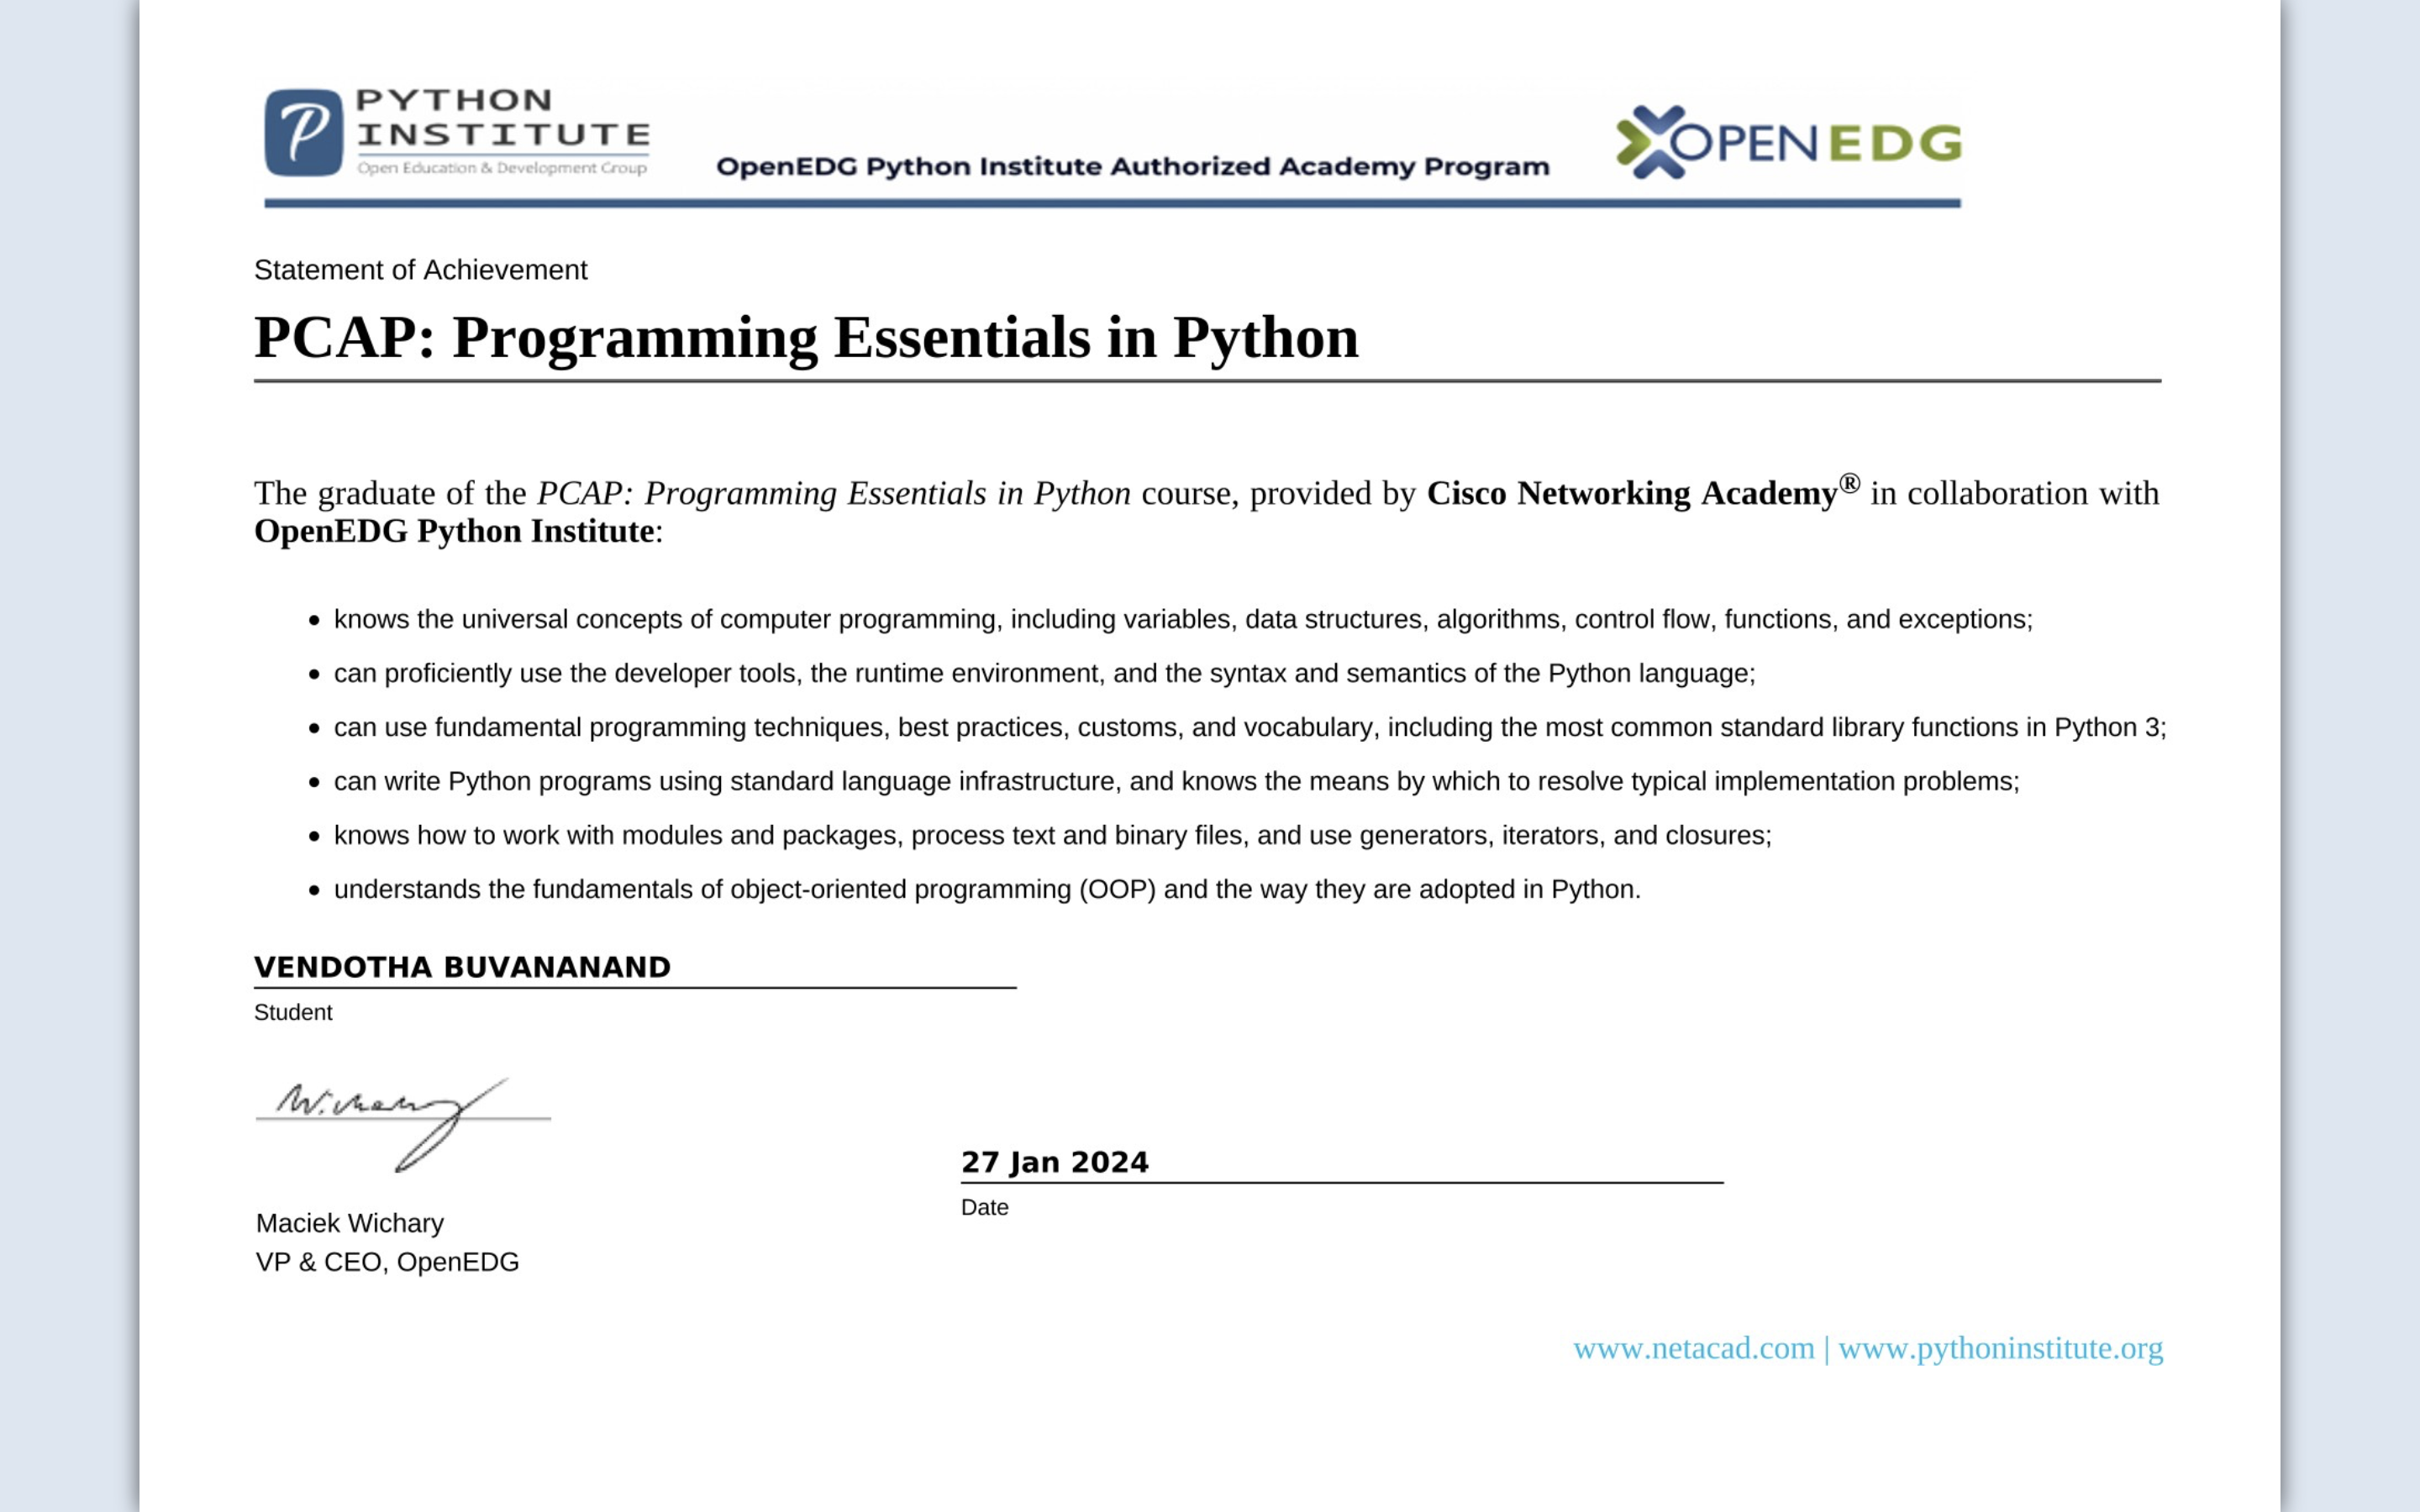 PYTHON
INSTITUTE
Open Education & Development Group
OpenEDG Python Institute Authorized Academy Program
OPENEDG
Statement of Achievement
PCAP: Programming Essentials in Python
The graduate of the PCAP: Programming Essentials in Python course, provided by Cisco Networking Academy® in collaboration with
OpenEDG Python Institute:
• knows the universal concepts of computer programming, including variables, data structures, algorithms, control flow, functions, and exceptions;
• can proficiently use the developer tools, the runtime environment, and the syntax and semantics of the Python language;
• can use fundamental programming techniques, best practices, customs, and vocabulary, including the most common standard library functions in Python 3;
• can write Python programs using standard language infrastructure, and knows the means by which to resolve typical implementation problems;
• knows how to work with modules and packages, process text and binary files, and use generators, iterators, and closures;
• understands the fundamentals of object-oriented programming (OOP) and the way they are adopted in Python.
VENDOTHA BUVANANAND
Student
W.ichary
27 Jan 2024
Date
Maciek Wichary
VP & CEO, OpenEDG
www.netacad.com | www.pythoninstitute.org